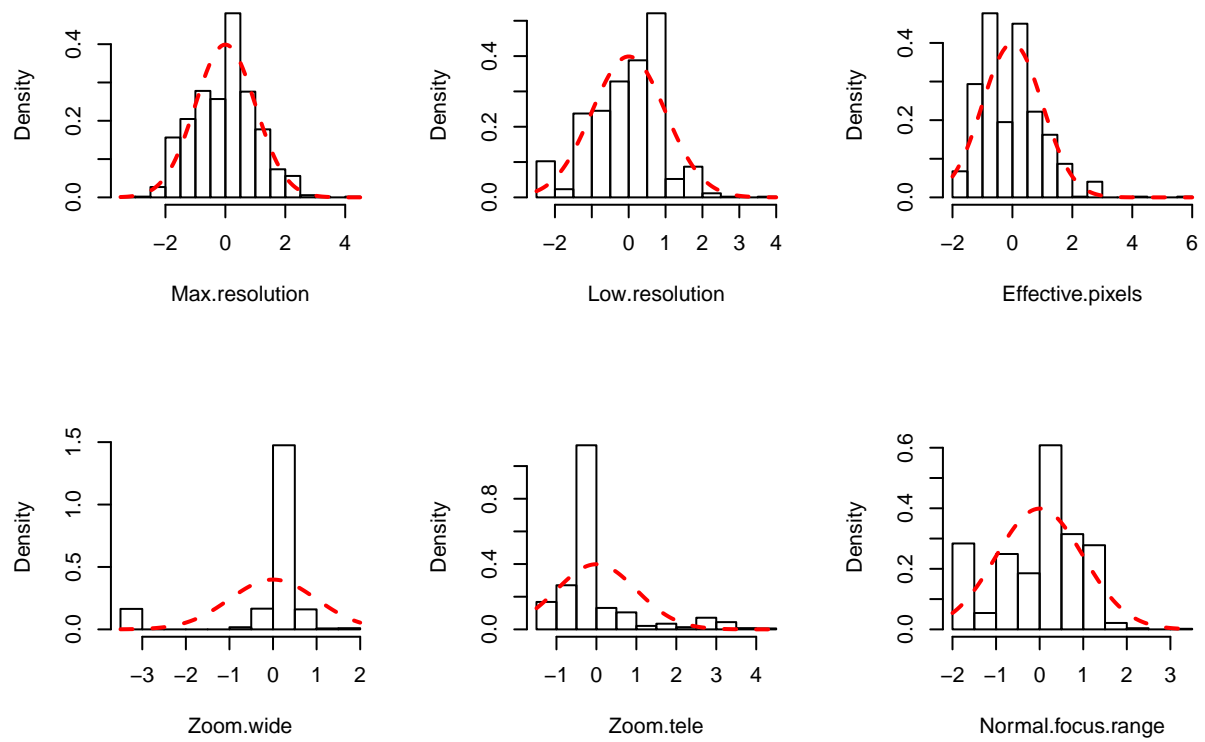 Density
0.0 0.2 0.4
−2 0 2 4
Max.resolution
Density
0.0 0.2 0.4
−2 0 1 2 3 4
Low.resolution
Density
0.0 0.2 0.4
−2 0 2 4 6
Effective.pixels
Density
0.0 0.5 1.0 1.5
−3 −2 −1 0 1 2
Zoom.wide
Density
0.0 0.4 0.8
−1 0 1 2 3 4
Zoom.tele
Density
0.0 0.2 0.4 0.6
−2 −1 0 1 2 3
Normal.focus.range